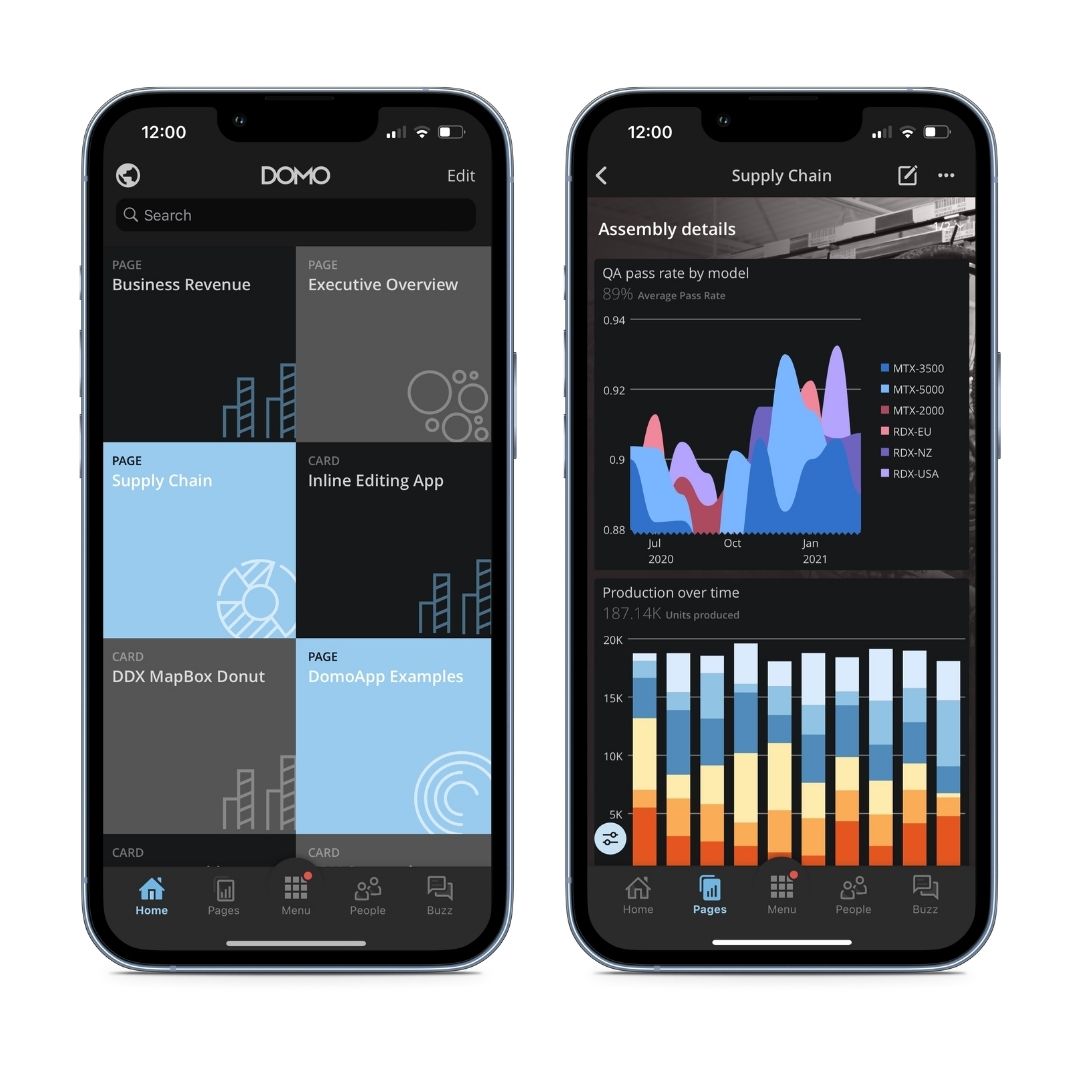 12:00
DOMO
Edit
Search
PAGE
Business Revenue
PAGE
Executive Overview
PAGE
Supply Chain
CARD
Inline Editing App
CARD
DDX MapBox Donut
PAGE
DomoApp Examples
CARD
CARD
Home
Pages
Menu
People
Buzz
12:00
Supply Chain
Assembly details
QA pass rate by model
89% Average Pass Rate
0.94
0.92
0.9
0.88
Jul
2020
Oct
Jan
2021
MTX-3500
MTX-5000
MTX-2000
RDX-EU
RDX-NZ
RDX-USA
Production over time
187.14K Units produced
20K
15K
10K
5K
Home
Pages
Menu
People
Buzz